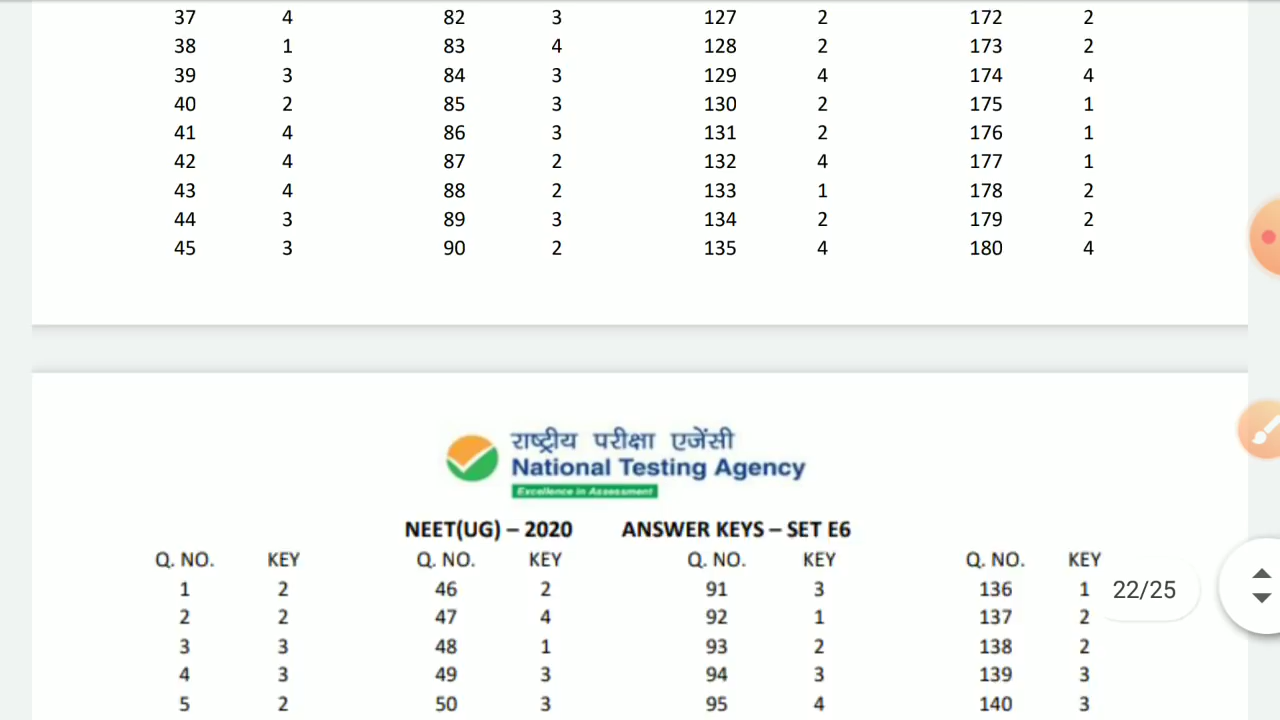 37 4 82 3 127 2 172 2
38 1 83 4 128 2 173 2
39 3 84 3 129 4 174 4
40 2 85 3 130 2 175 1
41 4 86 3 131 2 176 1
42 4 87 2 132 4 177 1
43 4 88 2 133 1 178 2
44 3 89 3 134 2 179 2
45 3 90 2 135 4 180 4
राष्ट्रीय परीक्षा एजेंसी
National Testing Agency
Excellence in Assessment
NEET(UG) – 2020 ANSWER KEYS – SET E6
Q. NO. KEY Q. NO. KEY Q. NO. KEY Q. NO. KEY
1 2 46 2 91 3 136 1 22/25
2 2 47 4 92 1 137 2
3 3 48 1 93 2 138 2
4 3 49 3 94 3 139 3
5 2 50 3 95 4 140 3